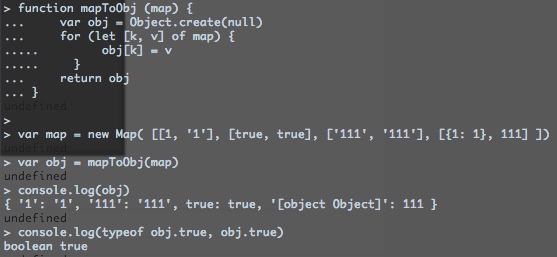 > function mapToObj (map) {
...     var obj = Object.create(null)
...     for (let [k, v] of map) {
.....         obj[k] = v
.....     }
...     return obj
... }
undefined
>
> var map = new Map( [[1, '1'], [true, true], ['111', '111'], [{1: 1}, 111] ])
undefined
> var obj = mapToObj(map)
undefined
> console.log(obj)
{ '1': '1', '111': '111', true: true, '[object Object]': 111 }
undefined
> console.log(typeof obj.true, obj.true)
boolean true